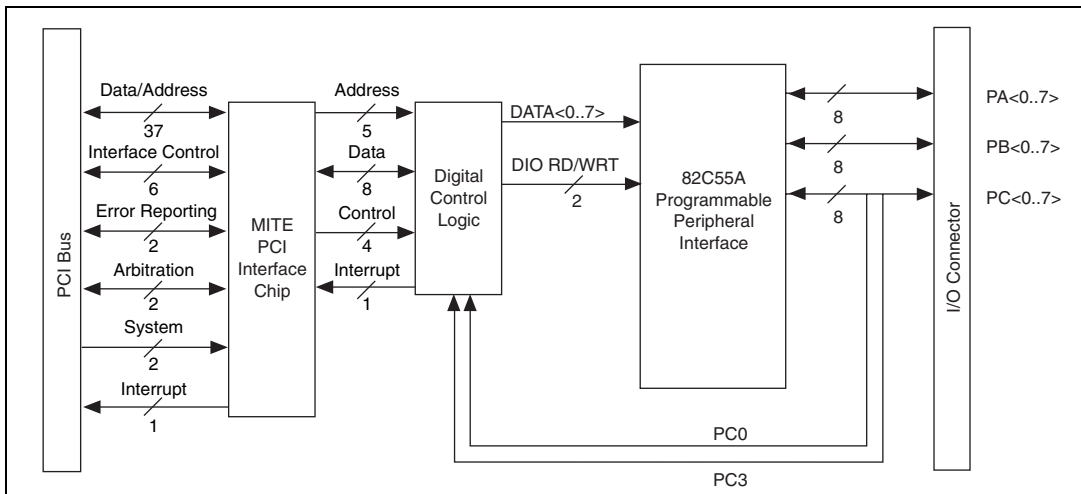 PCI Bus
Data/Address
37
Interface Control
6
Error Reporting
2
Arbitration
2
System
2
Interrupt
1
MITE
PCI
Interface
Chip
Address
5
Data
8
Control
4
Interrupt
1
Digital
Control
Logic
DATA<0..7>
DIO RD/WRT
2
82C55A
Programmable
Peripheral
Interface
8
8
8
PC0
PC3
I/O Connector
PA<0..7>
PB<0..7>
PC<0..7>